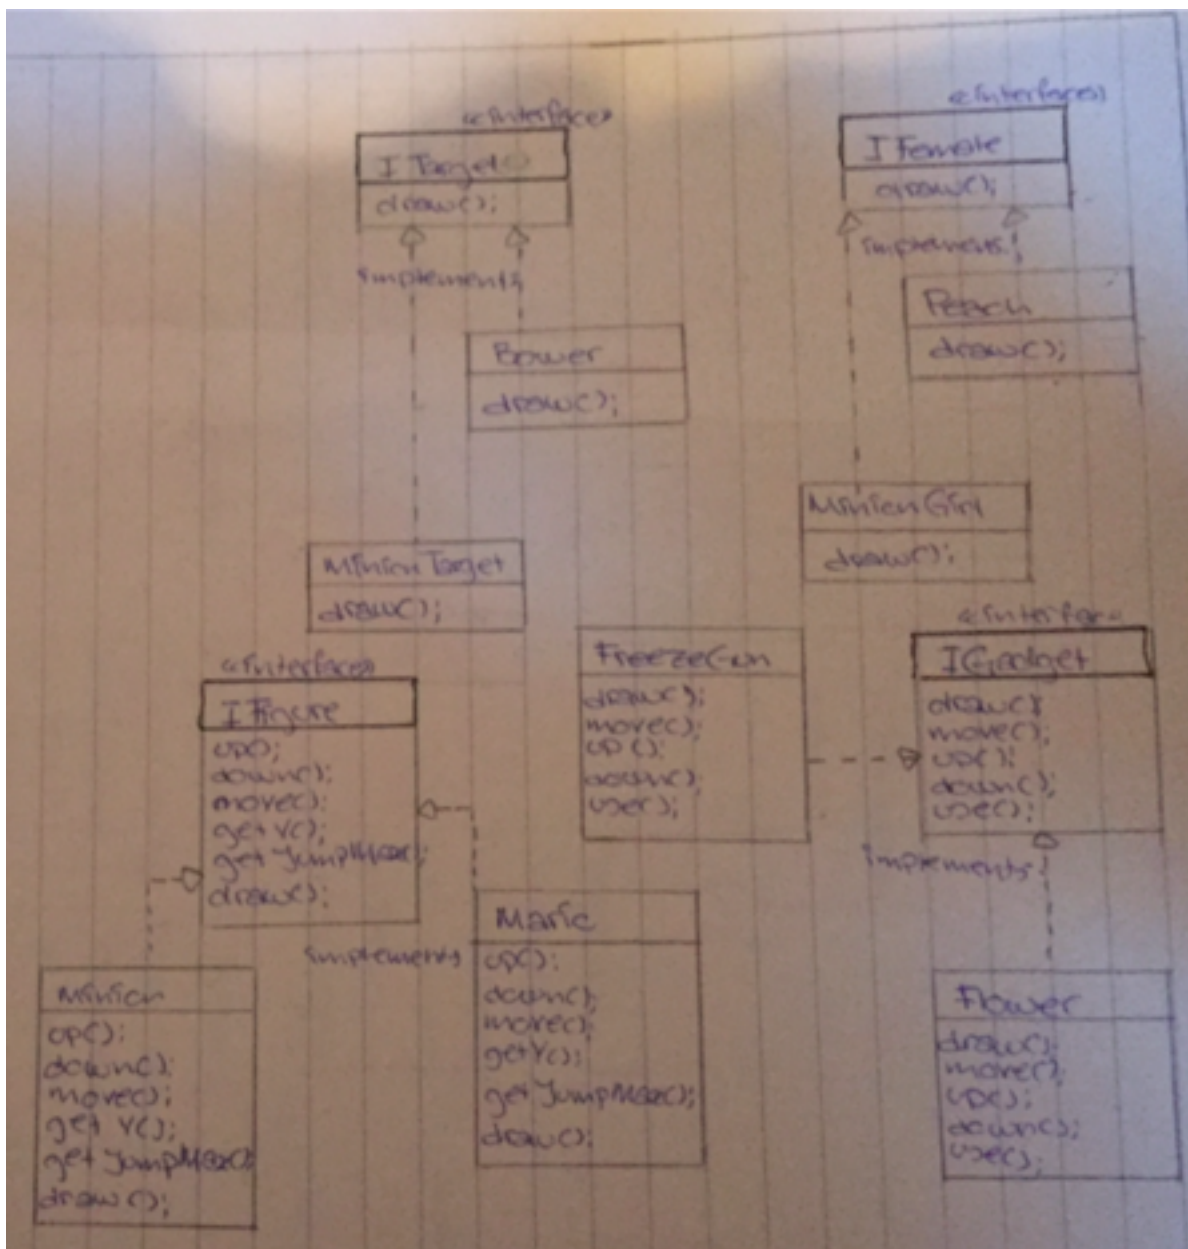 «interface»
ITarget
draw();
implements
Bowser
draw();
MinionTarget
draw();
«interface»
IFemale
draw();
implements
Peach
draw();
MinionGirl
draw();
«interface»
IFigure
up();
down();
move();
getY();
getJumpMax();
draw();
implements
Minion
up();
down();
move();
getY();
getJumpMax();
draw();
Mario
up();
down();
move();
getY();
getJumpMax();
draw();
FreezeGun
draw();
move();
up();
down();
use();
«interface
IGadget
draw();
move();
up();
down();
use();
implements
Flower
draw();
move();
up();
down();
use();